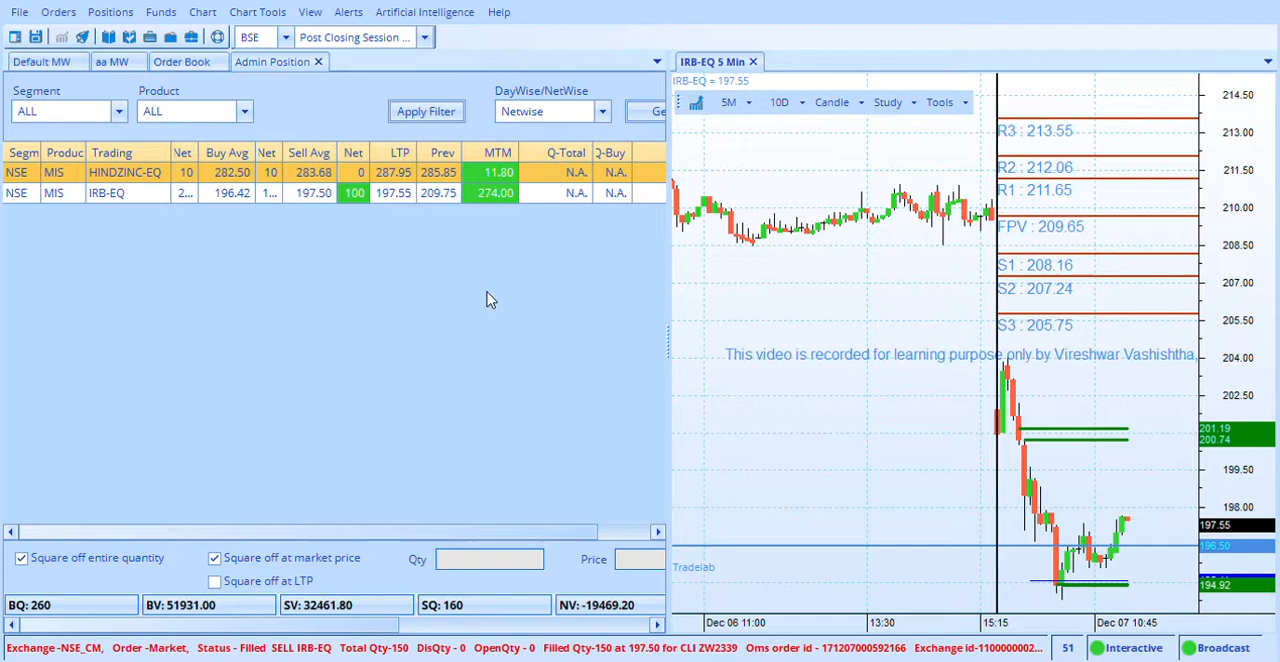 File Orders Positions Funds Chart Chart Tools View Alerts Artificial Intelligence Help
BSE Post Closing Session ...
Default MW aa MW Order Book Admin Position
Segment Product DayWise/NetWise
ALL ALL Apply Filter Netwise Ge
Segm Produc Trading Net Buy Avg Net Sell Avg Net LTP Prev MTM Q-Total Q-Buy
NSE MIS HINDZINC-EQ 10 282.50 10 283.68 0 287.95 285.85 11.80 N.A. N.A.
NSE MIS IRB-EQ 2... 196.42 1... 197.50 100 197.55 209.75 274.00 N.A. N.A.
Square off entire quantity Square off at market price Qty Price
Square off at LTP
BQ: 260 BV: 51931.00 SV: 32461.80 SQ: 160 NV: -19469.20
IRB-EQ 5 Min
IRB-EQ = 197.55
5M 10D Candle Study Tools
R3 : 213.55
R2 : 212.06
R1 : 211.65
FPV : 209.65
S1 : 208.16
S2 : 207.24
S3 : 205.75
This video is recorded for learning purpose only by Vireshwar Vashishtha,
Tradelab
214.50
213.00
211.50
210.00
208.50
207.00
205.50
204.00
202.50
201.19
200.74
199.50
198.00
197.55
196.50
194.92
Dec 06 11:00 13:30 15:15 Dec 07 10:45
Exchange -NSE_CM, Order -Market, Status - Filled SELL IRB-EQ Total Qty-150 DisQty - 0 OpenQty - 0 Filled Qty-150 at 197.50 for CLI ZW2339 Oms order id - 171207000592166 Exchange id-1100000002... 51 Interactive Broadcast